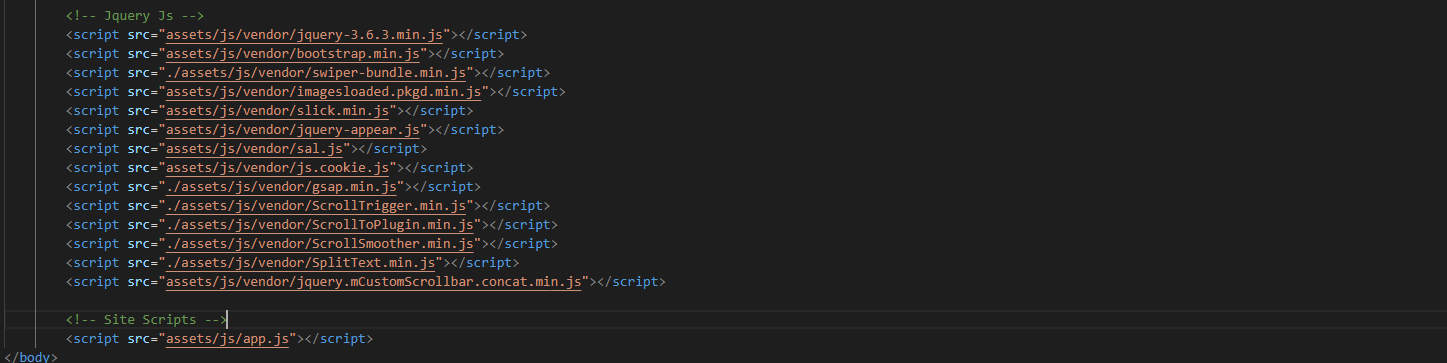 <!-- Jquery Js -->
<script src="assets/js/vendor/jquery-3.6.3.min.js"></script>
<script src="assets/js/vendor/bootstrap.min.js"></script>
<script src="./assets/js/vendor/swiper-bundle.min.js"></script>
<script src="assets/js/vendor/imagesloaded.pkgd.min.js"></script>
<script src="assets/js/vendor/slick.min.js"></script>
<script src="assets/js/vendor/jquery-appear.js"></script>
<script src="assets/js/vendor/sal.js"></script>
<script src="assets/js/vendor/js.cookie.js"></script>
<script src="./assets/js/vendor/gsap.min.js"></script>
<script src="./assets/js/vendor/ScrollTrigger.min.js"></script>
<script src="./assets/js/vendor/ScrollToPlugin.min.js"></script>
<script src="./assets/js/vendor/ScrollSmoother.min.js"></script>
<script src="./assets/js/vendor/SplitText.min.js"></script>
<script src="assets/js/vendor/jquery.mCustomScrollbar.concat.min.js"></script>
<!-- Site Scripts -->
<script src="assets/js/app.js"></script>
</body>